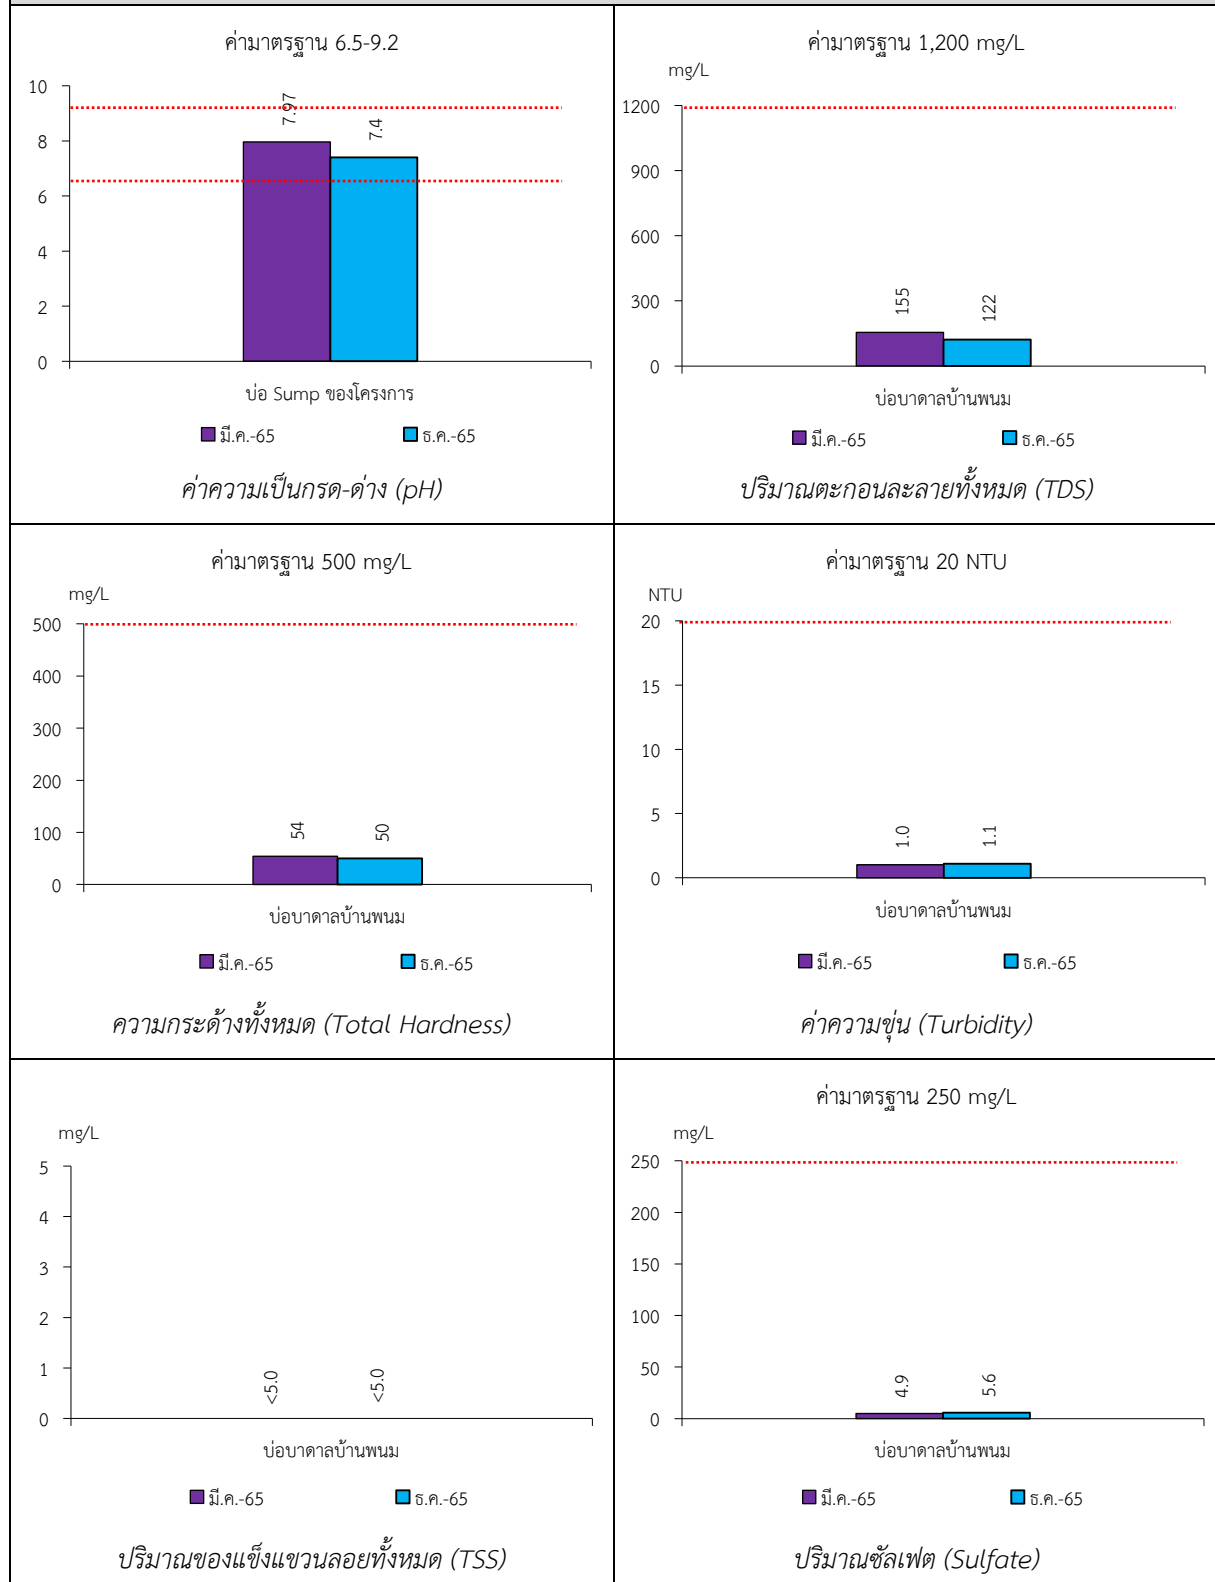 ค่ามาตรฐาน 6.5-9.2
10
8
6
4
2
0
7.97
7.4
บ่อ Sump ของโครงการ
มี.ค.-65 ธ.ค.-65
ค่าความเป็นกรด-ด่าง (pH)
ค่ามาตรฐาน 1,200 mg/L
mg/L
1200
900
600
300
0
155
122
บ่อบาดาลบ้านพนม
มี.ค.-65 ธ.ค.-65
ปริมาณตะกอนละลายทั้งหมด (TDS)
ค่ามาตรฐาน 500 mg/L
mg/L
500
400
300
200
100
0
54
50
บ่อบาดาลบ้านพนม
มี.ค.-65 ธ.ค.-65
ความกระด้างทั้งหมด (Total Hardness)
ค่ามาตรฐาน 20 NTU
NTU
20
15
10
5
0
1.0
1.1
บ่อบาดาลบ้านพนม
มี.ค.-65 ธ.ค.-65
ค่าความขุ่น (Turbidity)
mg/L
5
4
3
2
1
0
<5.0
<5.0
บ่อบาดาลบ้านพนม
มี.ค.-65 ธ.ค.-65
ปริมาณของแข็งแขวนลอยทั้งหมด (TSS)
ค่ามาตรฐาน 250 mg/L
mg/L
250
200
150
100
50
0
4.9
5.6
บ่อบาดาลบ้านพนม
มี.ค.-65 ธ.ค.-65
ปริมาณซัลเฟต (Sulfate)